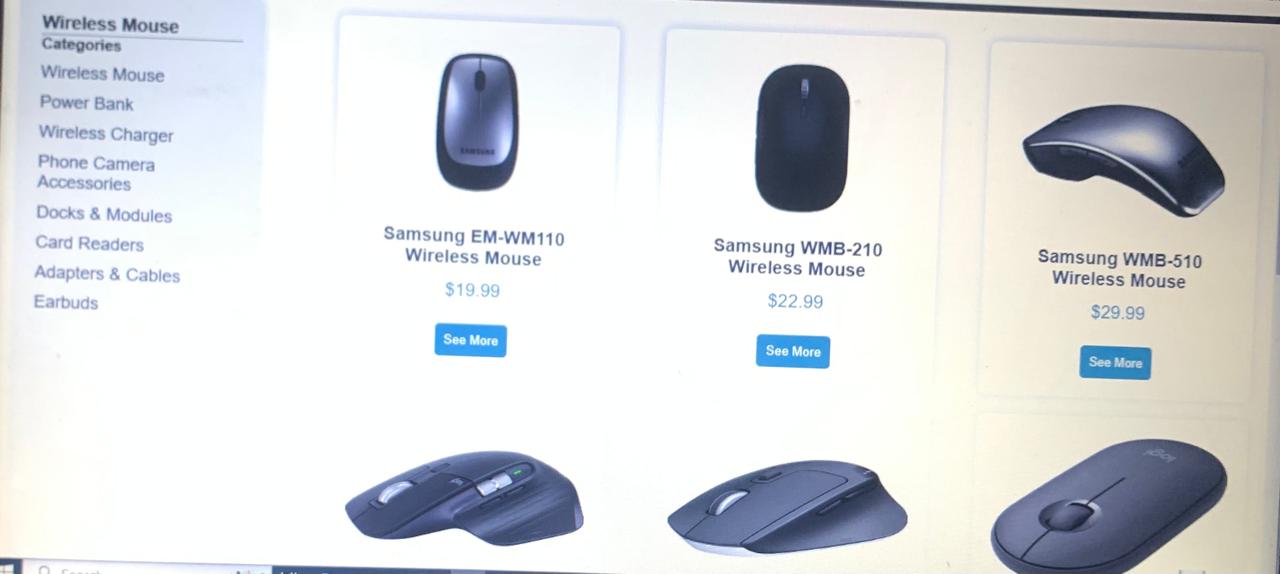 Wireless Mouse
Categories
Wireless Mouse
Power Bank
Wireless Charger
Phone Camera
Accessories
Docks & Modules
Card Readers
Adapters & Cables
Earbuds
SAMSUNG
Samsung EM-WM110
Wireless Mouse
$19.99
See More
Samsung WMB-210
Wireless Mouse
$22.99
See More
Samsung WMB-510
Wireless Mouse
$29.99
See More
logi